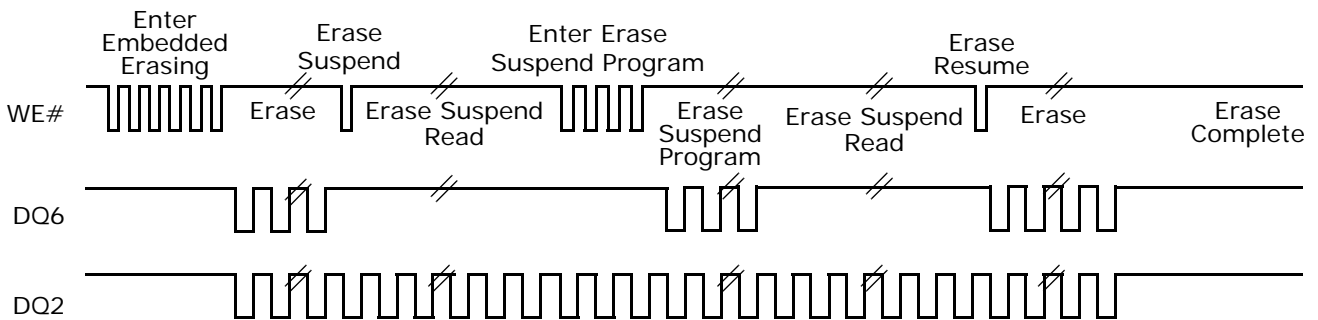 Enter
Embedded
Erasing
Erase
Suspend
Enter Erase
Suspend Program
Erase
Resume
WE#
Erase
Erase Suspend
Read
Erase
Suspend
Program
Erase Suspend
Read
Erase
Erase
Complete
DQ6
DQ2